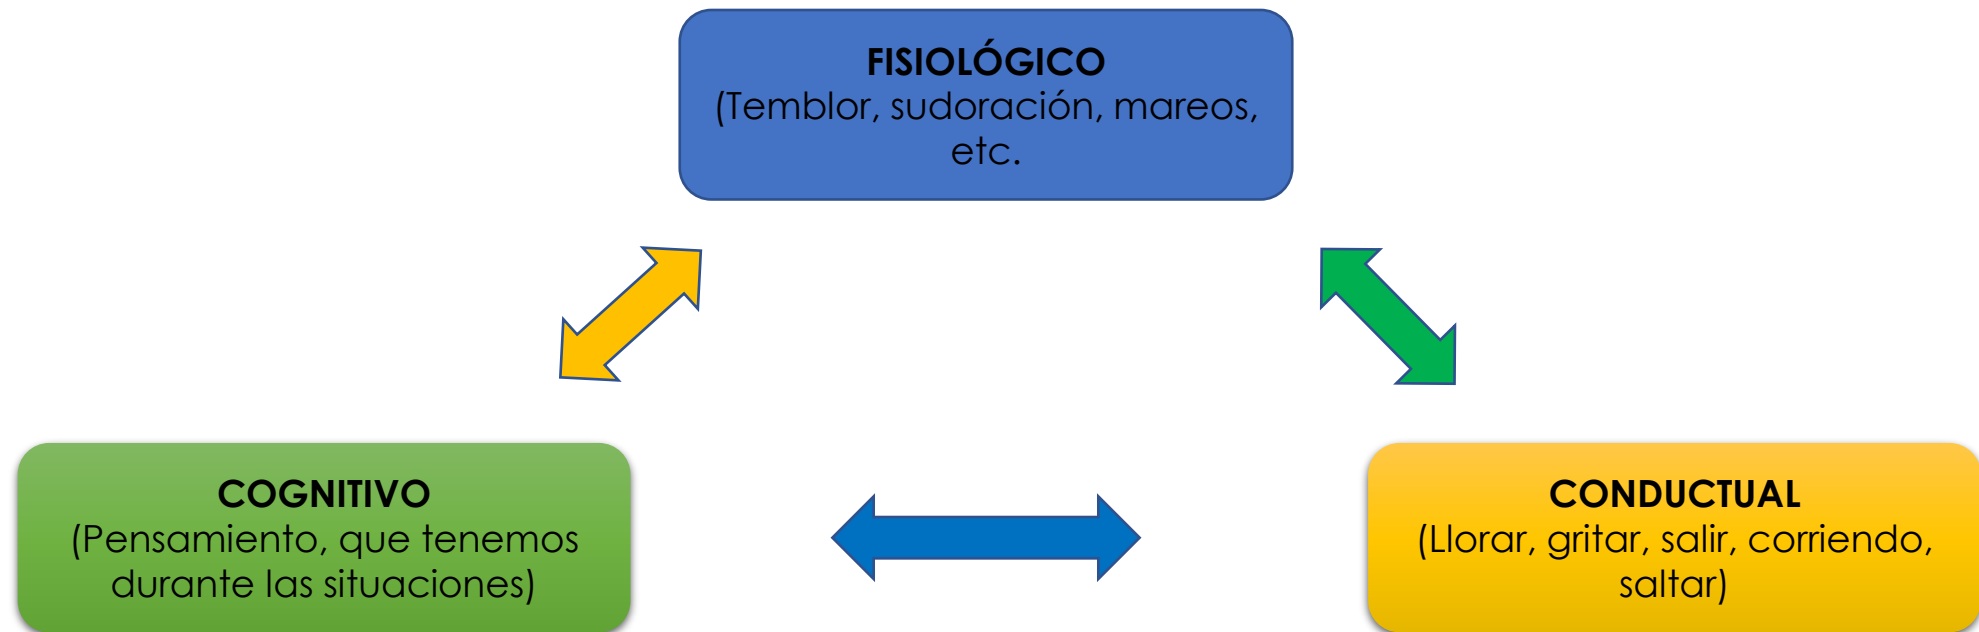 FISIOLÓGICO
(Temblor, sudoración, mareos,
etc.
COGNITIVO
(Pensamiento, que tenemos
durante las situaciones)
CONDUCTUAL
(Llorar, gritar, salir, corriendo,
saltar)